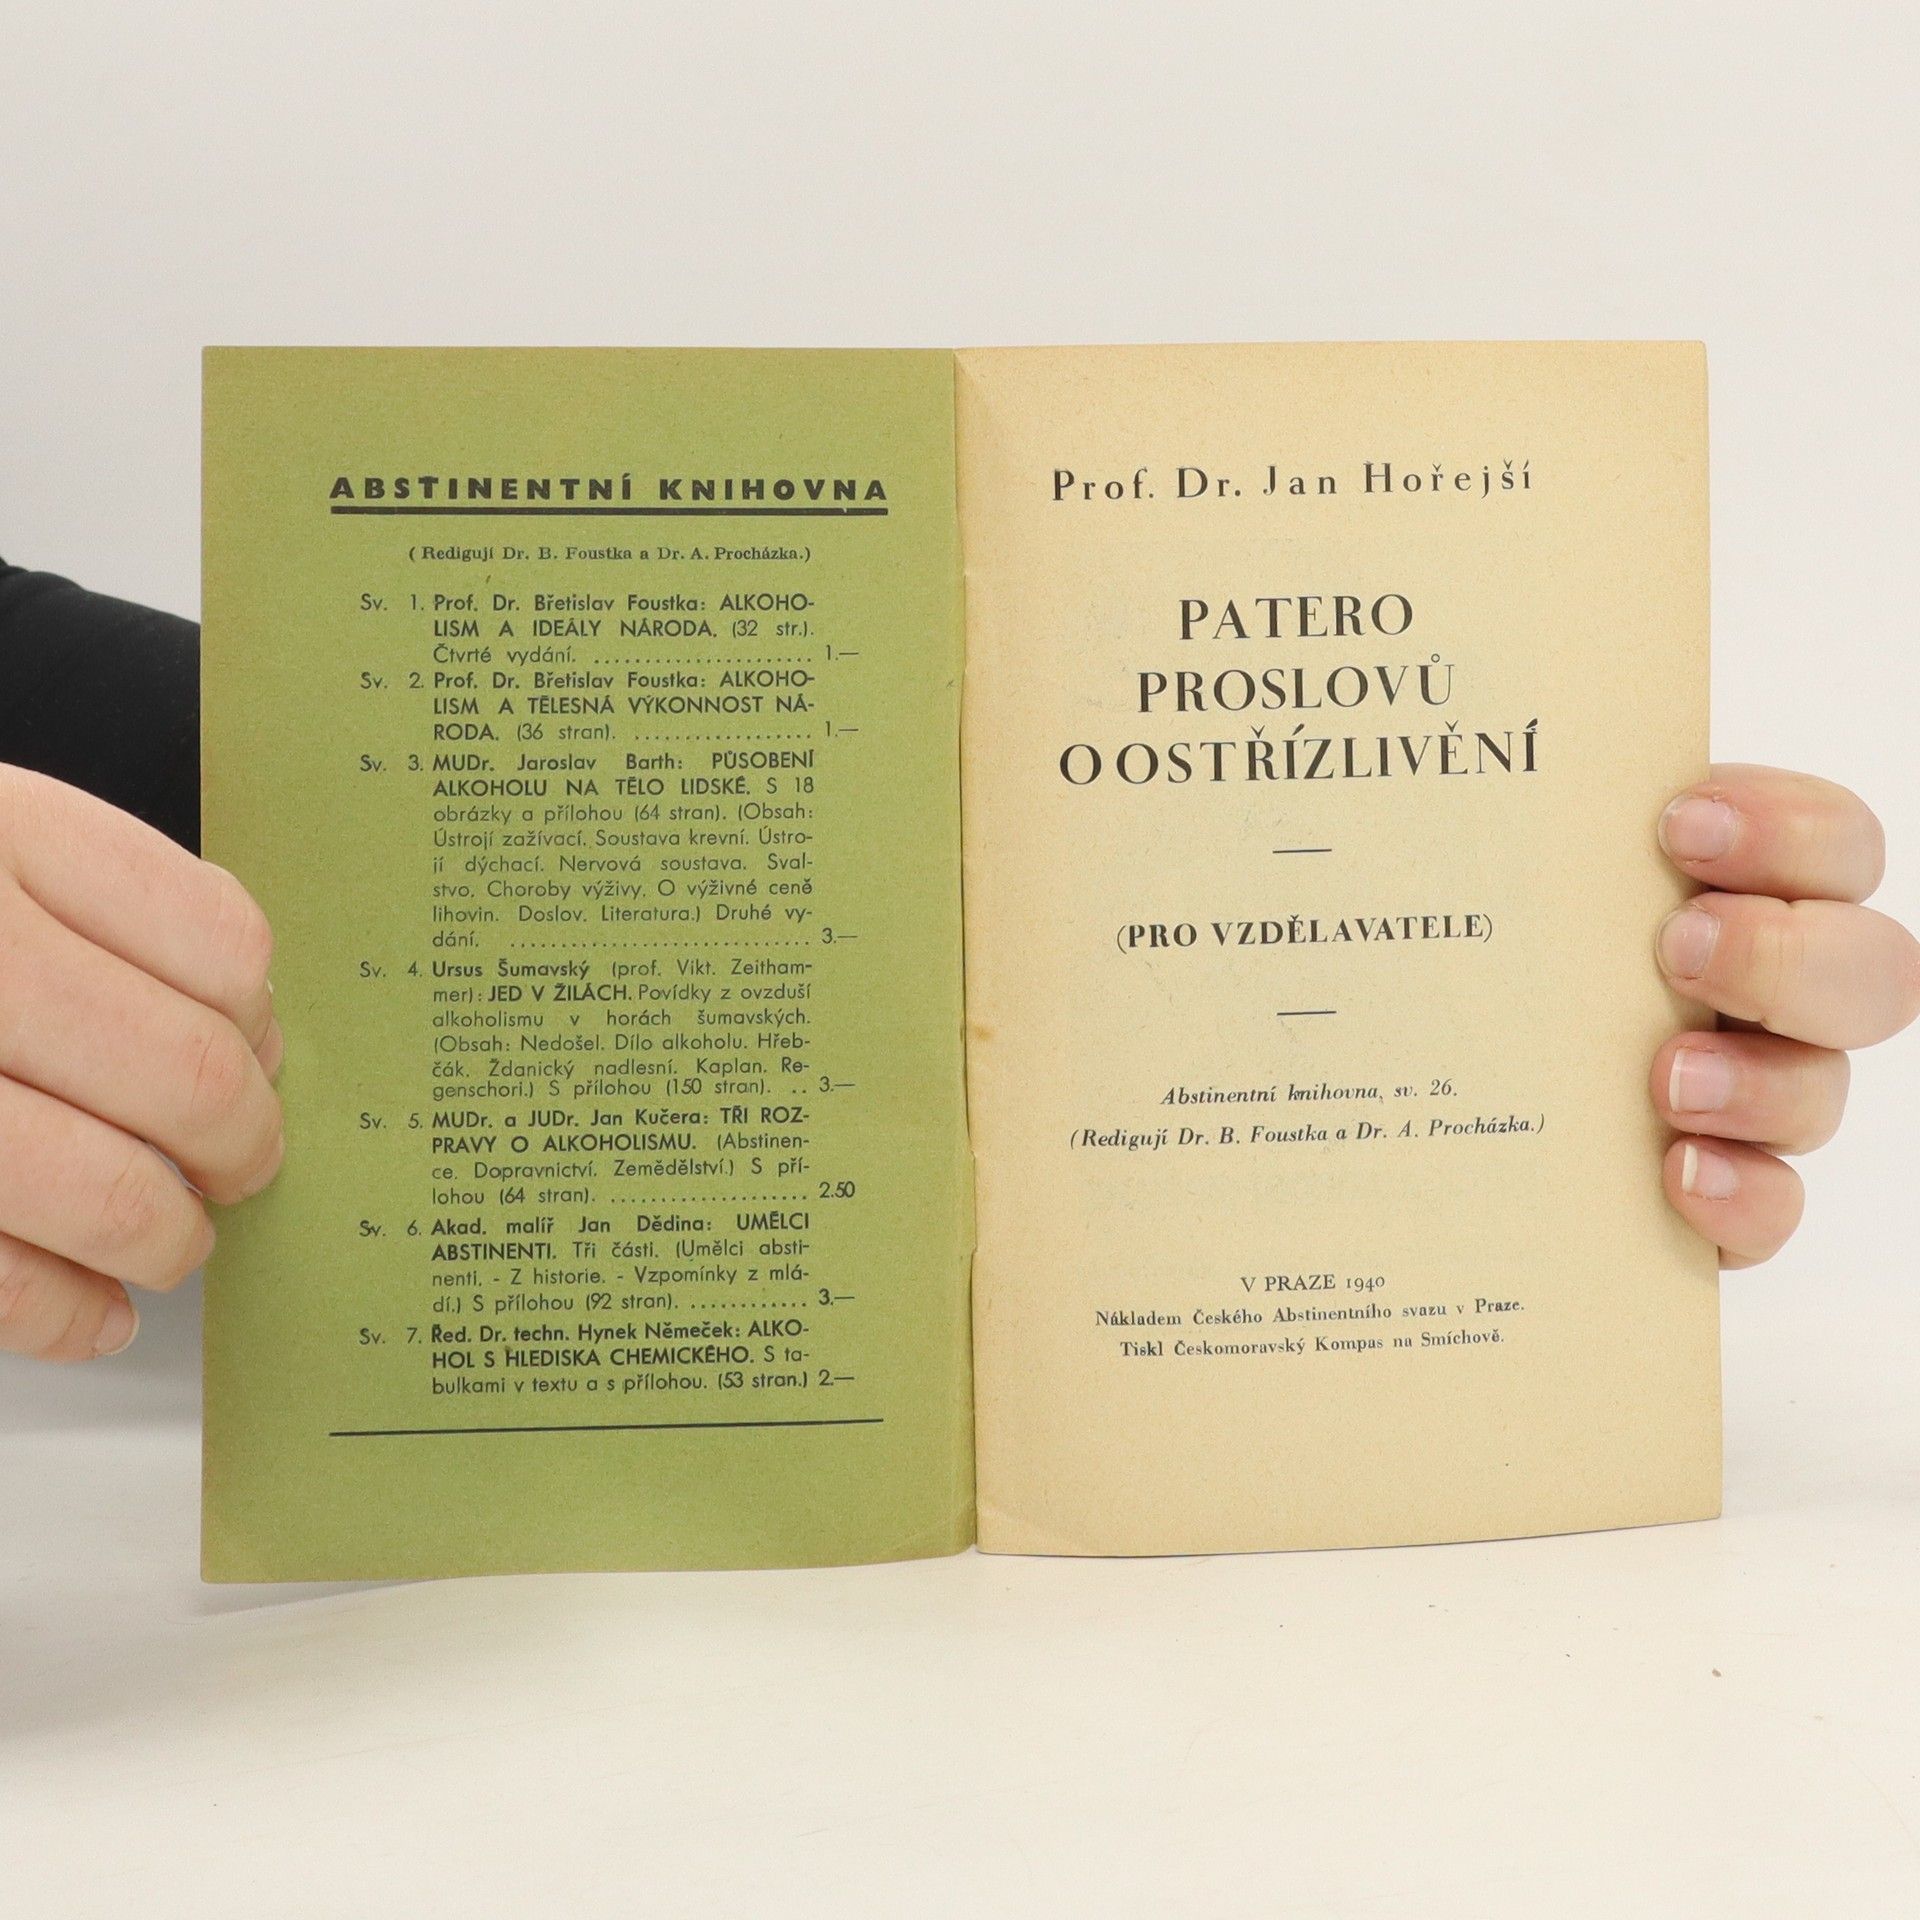 ABSTINENTNÍ KNIHOVNA
(Redigují Dr. B. Foustka a Dr. A. Procházka.)
Sv. 1. Prof. Dr. Břetislav Foustka: ALKOHO-
LISM A IDEÁLY NÁRODA. (32 str.).
Čtvrté vydání. ........................ 1.—
Sv. 2. Prof. Dr. Břetislav Foustka: ALKOHO-
LISM A TĚLESNÁ VÝKONNOST NÁ-
RODA. (36 stran). .................. 1.—
Sv. 3. MUDr. Jaroslav Barth: PŮSOBENÍ
ALKOHOLU NA TĚLO LIDSKÉ. S 18
obrázky a přílohou (64 stran). (Obsah:
Ústrojí zažívací. Soustava krevní. Ústro-
jí dýchací. Nervová soustava. Sval-
stvo. Choroby výživy. O výživné ceně
lihovin. Doslov. Literatura.) Druhé vy-
dání. .............................. 3.—
Sv. 4. Ursus Šumavský (prof. Vikt. Zeitham-
mer): JED V ŽILÁCH. Povídky z ovzduší
alkoholismu v horách šumavských.
(Obsah: Nedošel. Dílo alkoholu. Hřeb-
čák. Ždanický nadlesní. Kaplan. Re-
genschori.) S přílohou (150 stran). .. 3.—
Sv. 5. MUDr. a JUDr. Jan Kučera: TŘI ROZ-
PRAVY O ALKOHOLISMU. (Abstinen-
ce. Dopravnictví. Zemědělství.) S pří-
lohou (64 stran). .................... 2.50
Sv. 6. Akad. malíř Jan Dědina: UMĚLCI
ABSTINENTI. Tři části. (Umělci absti-
nenti. - Z historie. - Vzpomínky z mlá-
dí.) S přílohou (92 stran). ............ 3.—
Sv. 7. Řed. Dr. techn. Hynek Němeček: ALKO-
HOL S HLEDISKA CHEMICKÉHO. S ta-
bulkami v textu a s přílohou. (53 stran.) 2.—
Prof. Dr. Jan Hořejší
PATERO
PROSLOVŮ
O OSTŘÍZLIVĚNÍ
(PRO VZDĚLAVATELE)
Abstinentní knihovna, sv. 26.
(Redigují Dr. B. Foustka a Dr. A. Procházka.)
V PRAZE 1940
Nákladem Českého Abstinentního svazu v Praze.
Tiskl Českomoravský Kompas na Smíchově.